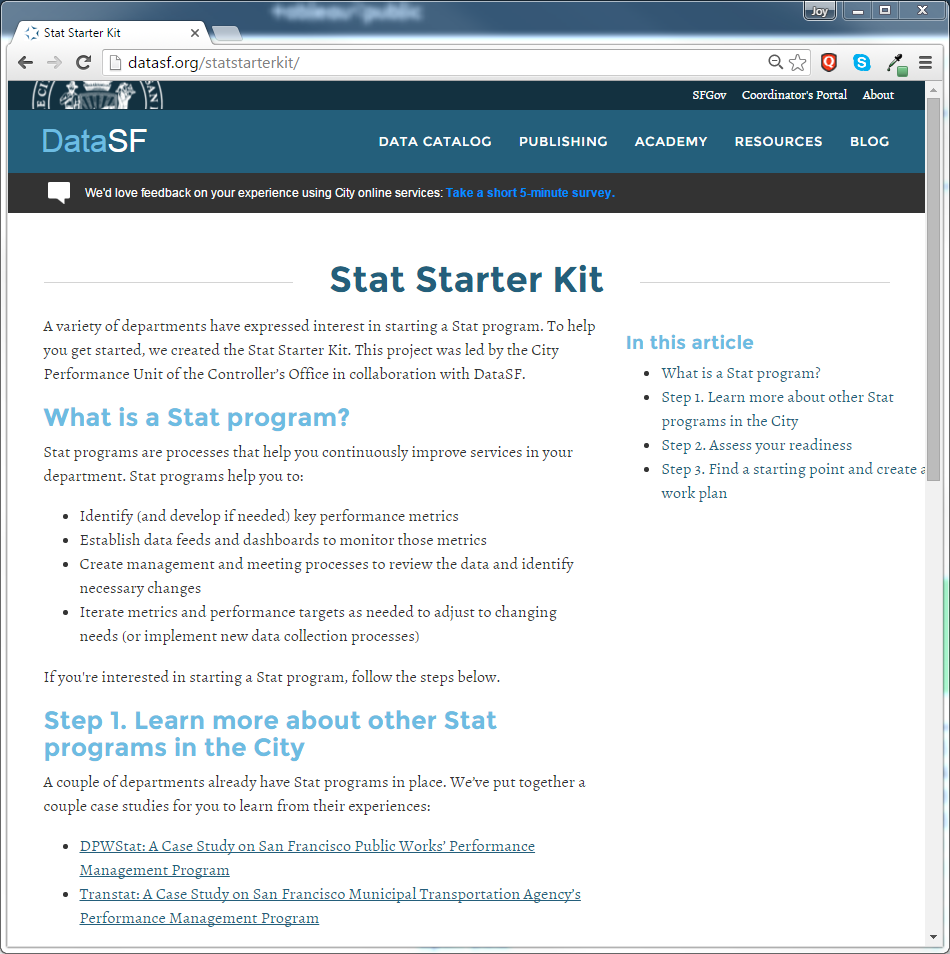 tableau public
Joy
Stat Starter Kit
datasf.org/statstarterkit/
SFGov Coordinator's Portal About
DataSF DATA CATALOG PUBLISHING ACADEMY RESOURCES BLOG
We'd love feedback on your experience using City online services: Take a short 5-minute survey.
Stat Starter Kit
A variety of departments have expressed interest in starting a Stat program. To help
you get started, we created the Stat Starter Kit. This project was led by the City
Performance Unit of the Controller's Office in collaboration with DataSF.
What is a Stat program?
Stat programs are processes that help you continuously improve services in your
department. Stat programs help you to:
• Identify (and develop if needed) key performance metrics
• Establish data feeds and dashboards to monitor those metrics
• Create management and meeting processes to review the data and identify
necessary changes
• Iterate metrics and performance targets as needed to adjust to changing
needs (or implement new data collection processes)
If you're interested in starting a Stat program, follow the steps below.
Step 1. Learn more about other Stat
programs in the City
A couple of departments already have Stat programs in place. We’ve put together a
couple case studies for you to learn from their experiences:
• DPWStat: A Case Study on San Francisco Public Works’ Performance
Management Program
• Transtat: A Case Study on San Francisco Municipal Transportation Agency’s
Performance Management Program
In this article
• What is a Stat program?
• Step 1. Learn more about other Stat
programs in the City
• Step 2. Assess your readiness
• Step 3. Find a starting point and create a
work plan